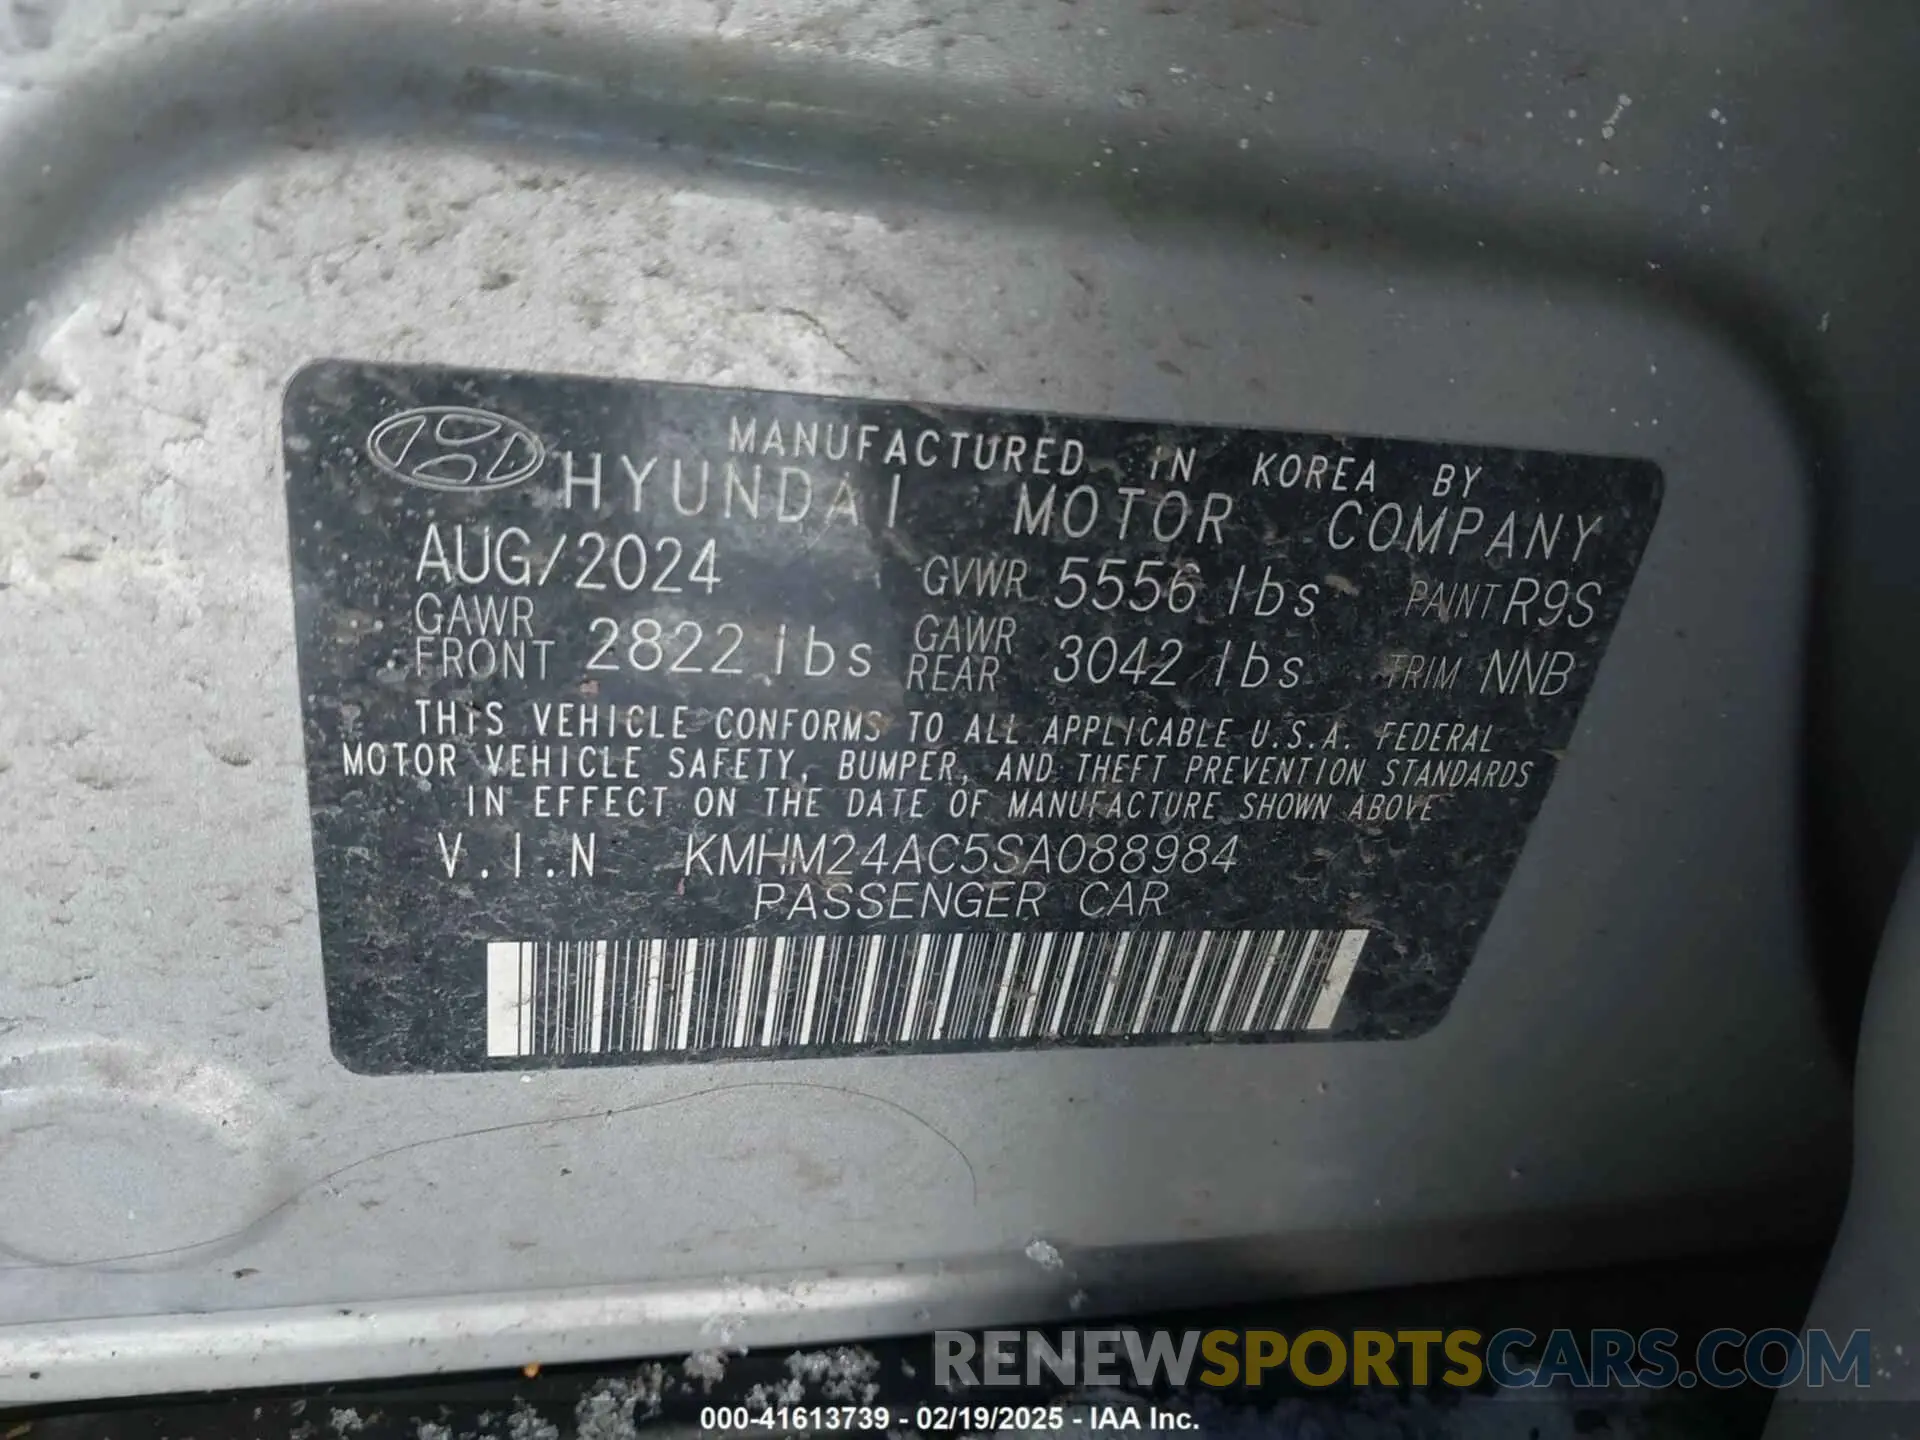 MANUFACTURED IN KOREA BY
HYUNDAI MOTOR COMPANY
AUG/2024 GVWR 5556 lbs PAINT R9S
GAWR FRONT 2822 lbs GAWR REAR 3042 lbs TRIM NNB
THIS VEHICLE CONFORMS TO ALL APPLICABLE U.S.A. FEDERAL
MOTOR VEHICLE SAFETY, BUMPER, AND THEFT PREVENTION STANDARDS
IN EFFECT ON THE DATE OF MANUFACTURE SHOWN ABOVE
V.I.N KMHM24AC5SA088984
PASSENGER CAR
RENEWSPORTSCARS.COM
000-41613739 - 02/19/2025 - IAA Inc.